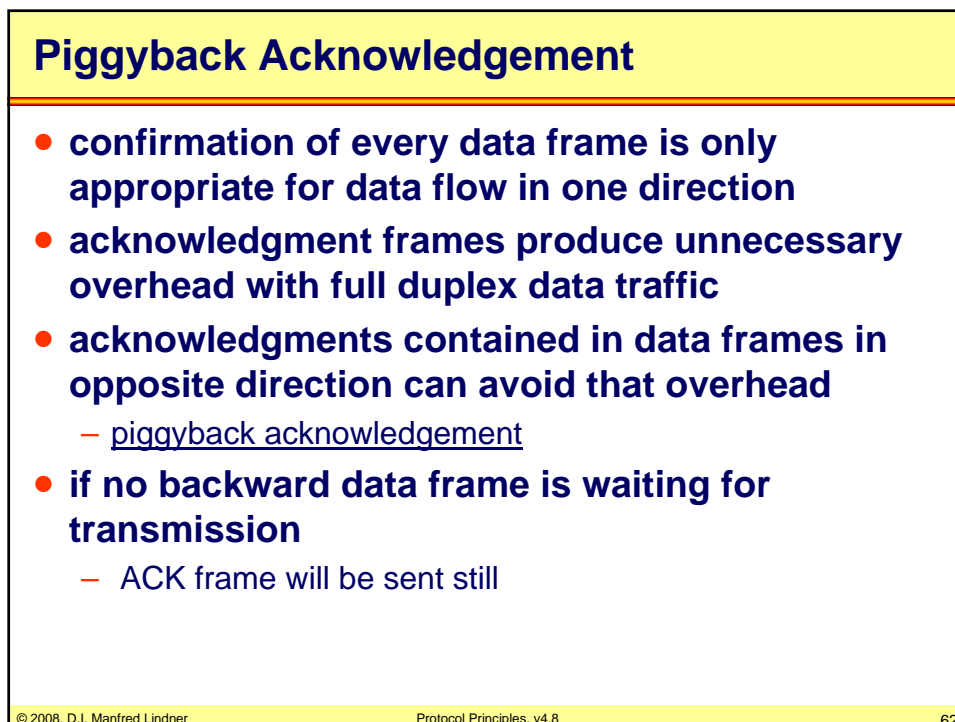 Piggyback Acknowledgement
• confirmation of every data frame is only
appropriate for data flow in one direction
• acknowledgment frames produce unnecessary
overhead with full duplex data traffic
• acknowledgments contained in data frames in
opposite direction can avoid that overhead
– piggyback acknowledgement
• if no backward data frame is waiting for
transmission
– ACK frame will be sent still
© 2008, D.I. Manfred Lindner
Protocol Principles, v4.8
62